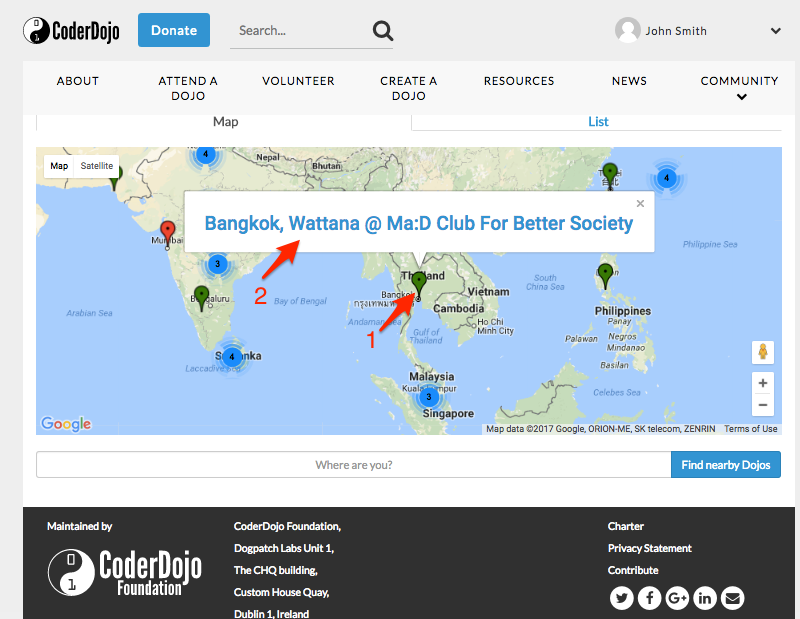 CoderDojo
Donate
Search...
John Smith
ABOUT
ATTEND A
DOJO
VOLUNTEER
CREATE A
DOJO
RESOURCES
NEWS
COMMUNITY
Map
List
Map
Satellite
4
Nepal
Bhutan
4
Bangkok, Wattana @ Ma:D Club For Better Society
×
Mumbai
3
2
Bengaluru
Bay of Bengal
Arabian Sea
Philippine Sea
Thailand
Bangkok
Vietnam
Cambodia
South
China Sea
Andaman Sea
1
Gulf of
Thailand
Ho Chi
Minh City
Philippines
Panay
Negros
Palawan
Mindanao
Basilan
4
Laccadive
Malaysia
Kuala Lumpur
3
Singapore
Celebes Sea
+
−
Google
Map data ©2017 Google, ORION-ME, SK telecom, ZENRIN
Terms of Use
Where are you?
Find nearby Dojos
Maintained by
CoderDojo
Foundation
CoderDojo Foundation,
Dogpatch Labs Unit 1,
The CHQ building,
Custom House Quay,
Dublin 1, Ireland
Charter
Privacy Statement
Contribute